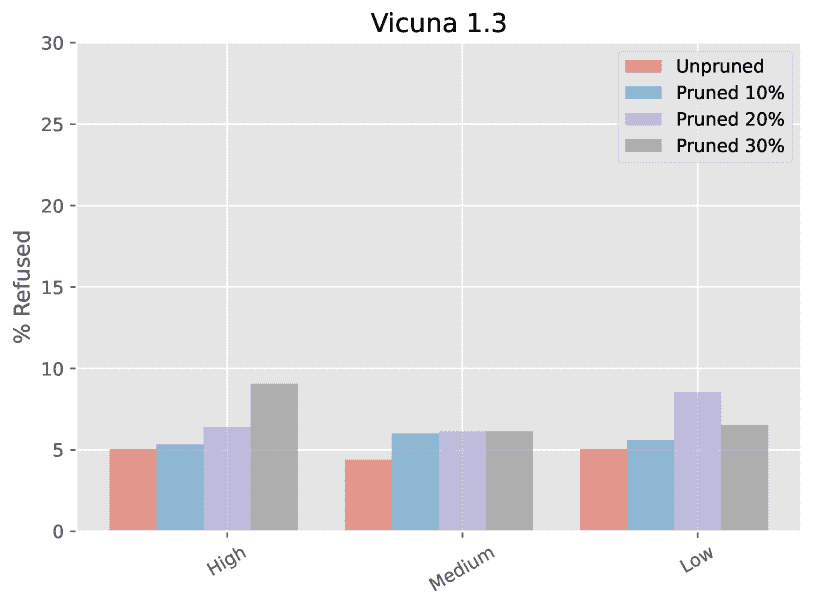 Vicuna 1.3
30
25
20
15
10
5
0
% Refused
Unpruned
Pruned 10%
Pruned 20%
Pruned 30%
High
Medium
Low